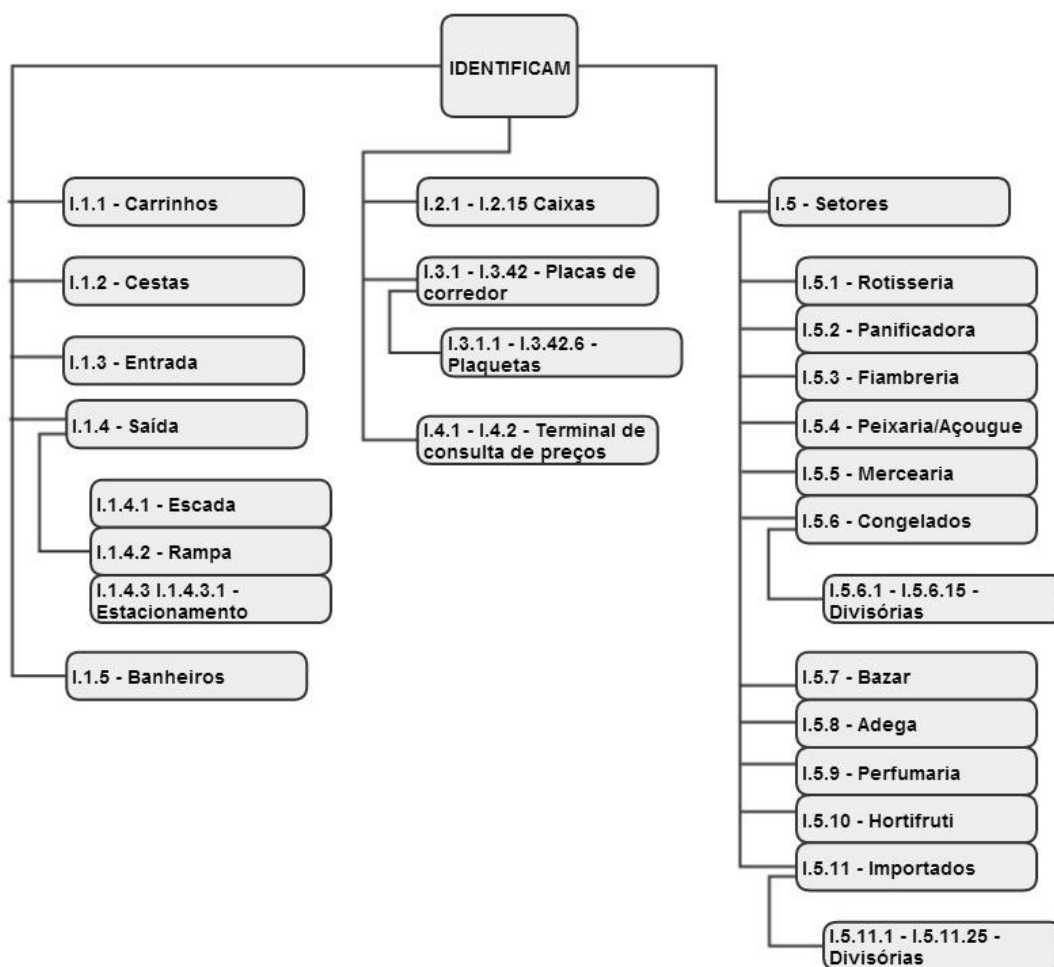 IDENTIFICAM
I.1.1 - Carrinhos
I.1.2 - Cestas
I.1.3 - Entrada
I.1.4 - Saída
I.1.4.1 - Escada
I.1.4.2 - Rampa
I.1.4.3 I.1.4.3.1 -
Estacionamento
I.1.5 - Banheiros
I.2.1 - I.2.15 Caixas
I.3.1 - I.3.42 - Placas de
corredor
I.3.1.1 - I.3.42.6 -
Plaquetas
I.4.1 - I.4.2 - Terminal de
consulta de preços
I.5 - Setores
I.5.1 - Rotisseria
I.5.2 - Panificadora
I.5.3 - Fiambreria
I.5.4 - Peixaria/Açougue
I.5.5 - Mercearia
I.5.6 - Congelados
I.5.6.1 - I.5.6.15 -
Divisórias
I.5.7 - Bazar
I.5.8 - Adega
I.5.9 - Perfumaria
I.5.10 - Hortifruti
I.5.11 - Importados
I.5.11.1 - I.5.11.25 -
Divisórias